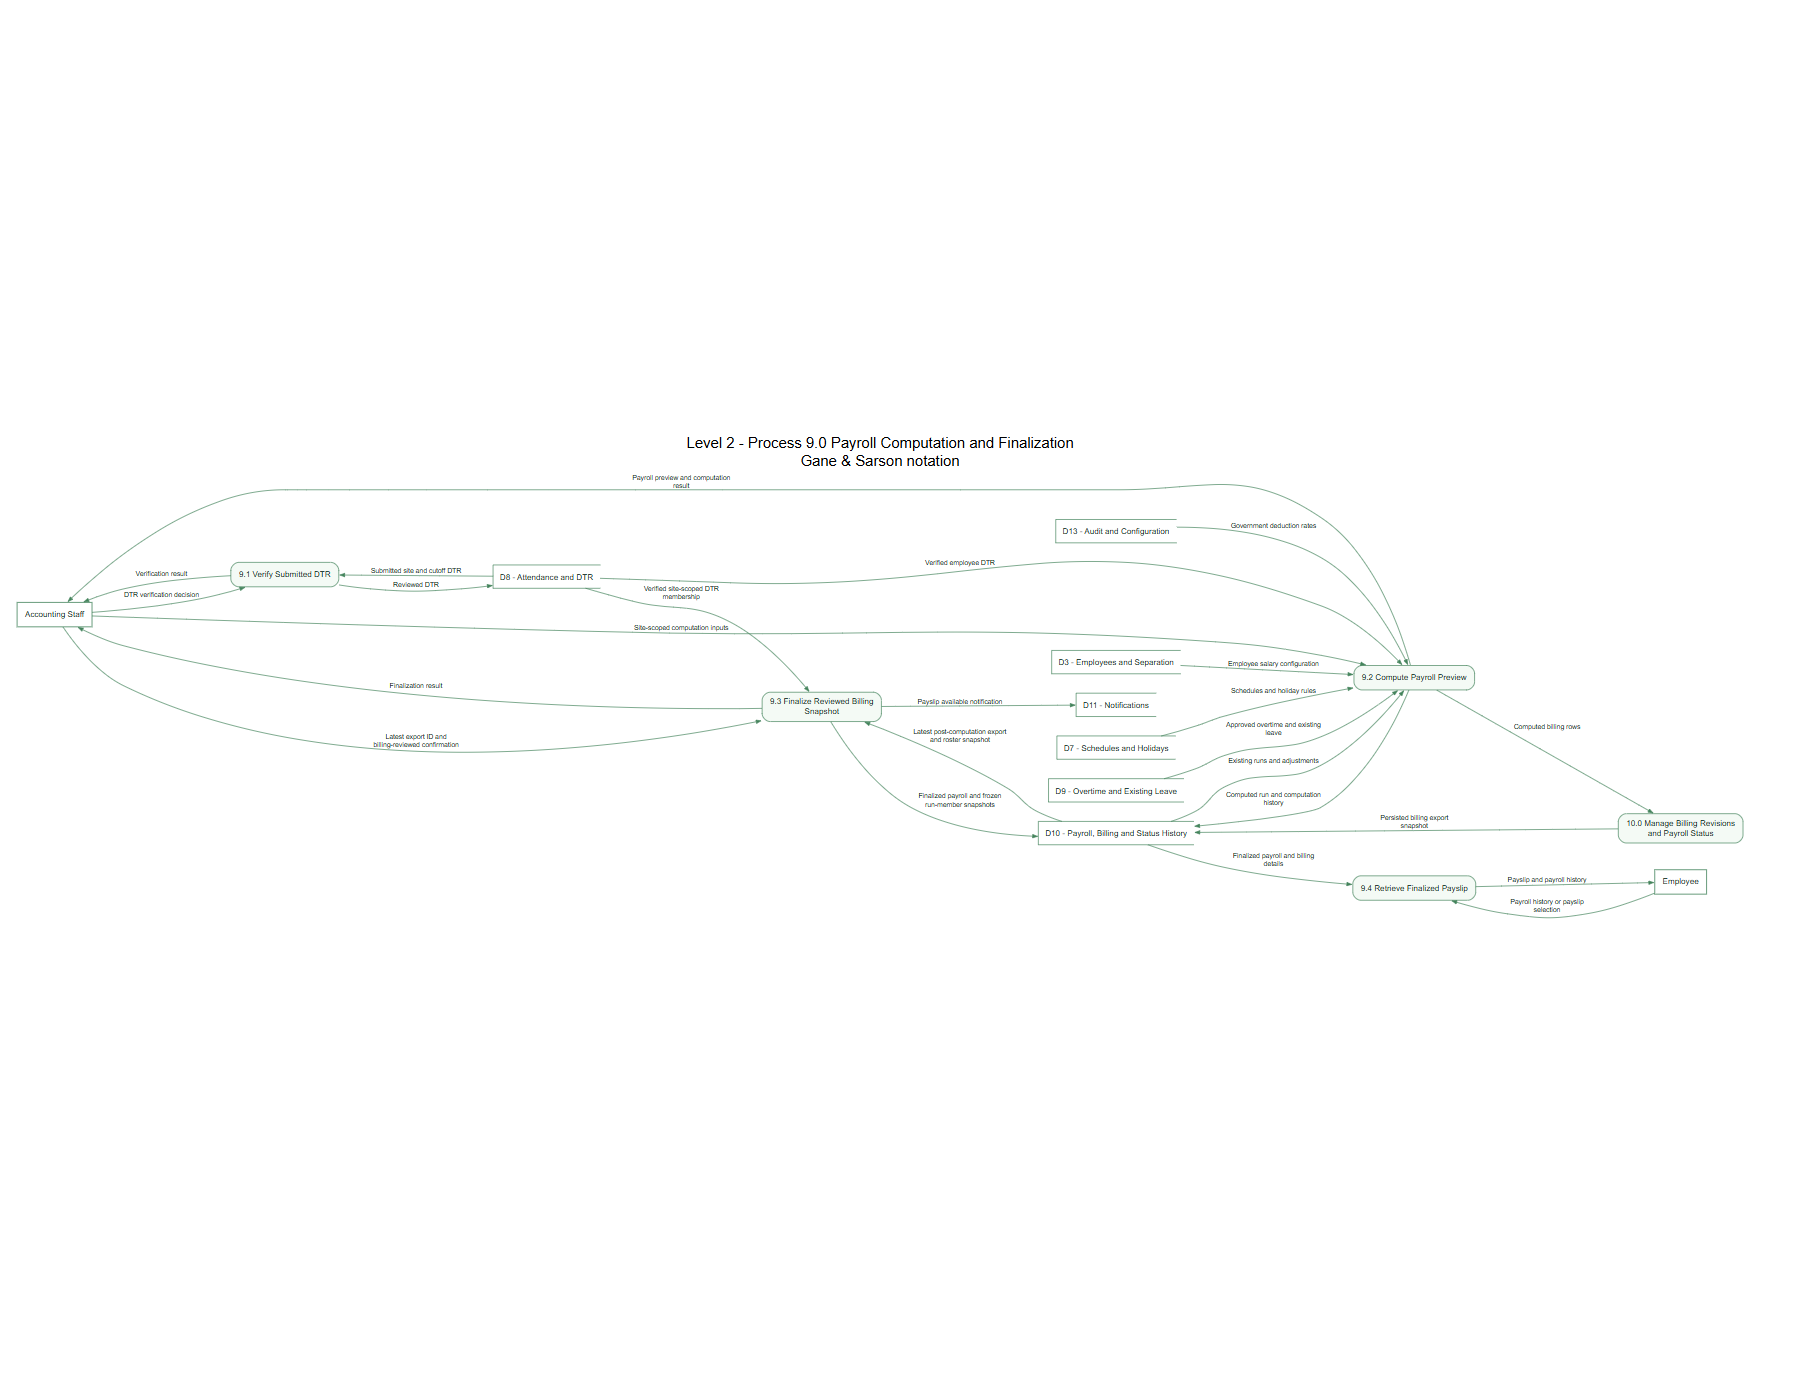 Level 2 - Process 9.0 Payroll Computation and Finalization
Gane & Sarson notation
Payroll preview and computation
result
D13 - Audit and Configuration
Government deduction rates
Verification result
9.1 Verify Submitted DTR
Submitted site and cutoff DTR
Reviewed DTR
D8 - Attendance and DTR
Verified employee DTR
DTR verification decision
Verified site-scoped DTR
membership
Accounting Staff
Site-scoped computation inputs
D3 - Employees and Separation
Employee salary configuration
9.2 Compute Payroll Preview
Finalization result
9.3 Finalize Reviewed Billing
Snapshot
Payslip available notification
D11 - Notifications
Schedules and holiday rules
Latest export ID and
billing-reviewed confirmation
Latest post-computation export
and roster snapshot
D7 - Schedules and Holidays
Approved overtime and existing
leave
Computed billing rows
Existing runs and adjustments
D9 - Overtime and Existing Leave
Finalized payroll and frozen
run-member snapshots
Computed run and computation
history
D10 - Payroll, Billing and Status History
Persisted billing export
snapshot
10.0 Manage Billing Revisions
and Payroll Status
Finalized payroll and billing
details
9.4 Retrieve Finalized Payslip
Payslip and payroll history
Employee
Payroll history or payslip
selection